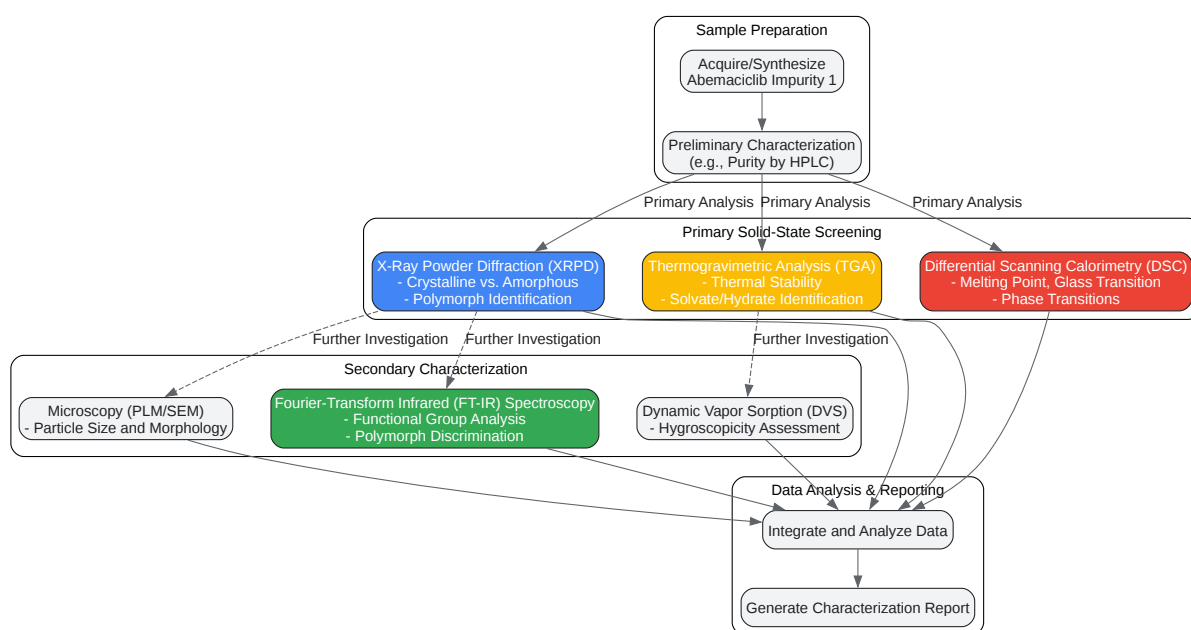 Sample Preparation
Acquire/Synthesize
Abemaciclib Impurity 1
Preliminary Characterization
(e.g., Purity by HPLC)
Primary Analysis
Primary Analysis
Primary Analysis
Primary Solid-State Screening
X-Ray Powder Diffraction (XRPD)
- Crystalline vs. Amorphous
- Polymorph Identification
Thermogravimetric Analysis (TGA)
- Thermal Stability
- Solvate/Hydrate Identification
Differential Scanning Calorimetry (DSC)
- Melting Point, Glass Transition
- Phase Transitions
Further Investigation
Further Investigation
Further Investigation
Secondary Characterization
Microscopy (PLM/SEM)
- Particle Size and Morphology
Fourier-Transform Infrared (FT-IR) Spectroscopy
- Functional Group Analysis
- Polymorph Discrimination
Dynamic Vapor Sorption (DVS)
- Hygroscopicity Assessment
Data Analysis & Reporting
Integrate and Analyze Data
Generate Characterization Report